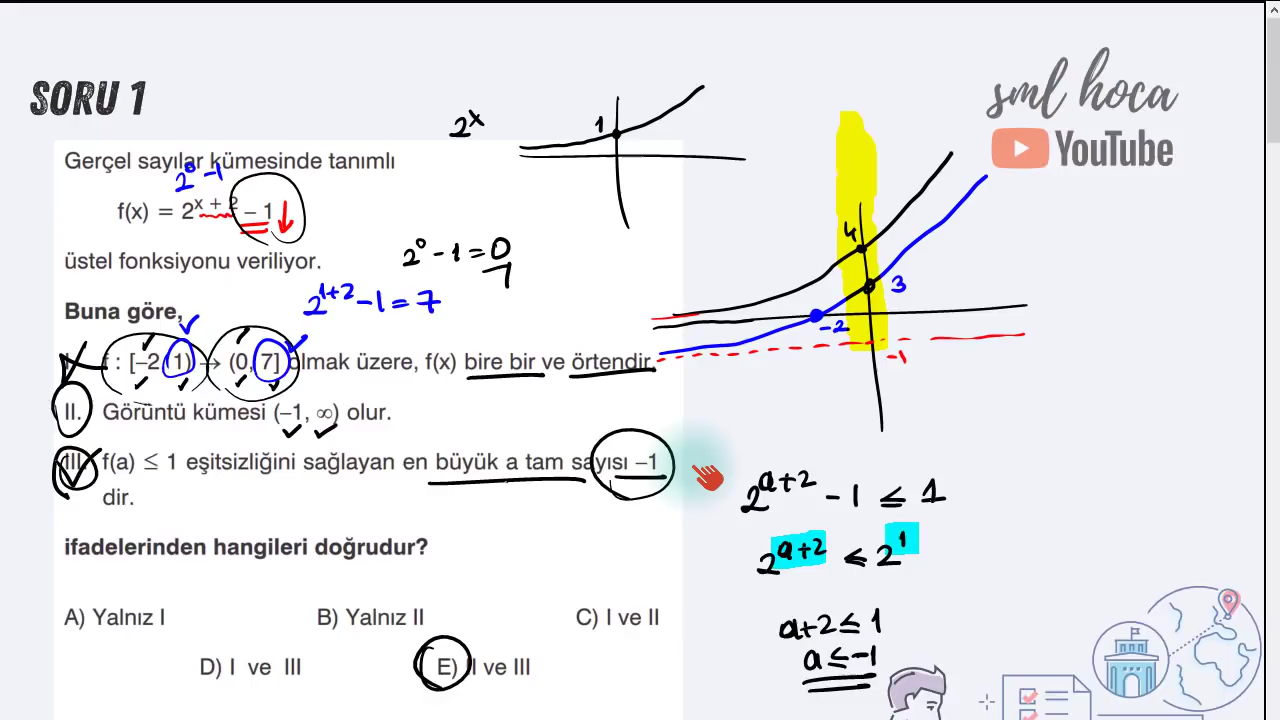 SORU 1
sml hoca
YouTube
2^x
1
Gerçel sayılar kümesinde tanımlı
2^0 -1
f(x) = 2^{x + 2} – 1
üstel fonksiyonu veriliyor.
2^0 - 1 = 0
2^{1+2} - 1 = 7
Buna göre,
f : [–2, 1) → (0, 7] olmak üzere, f(x) bire bir ve örtendir.
II. Görüntü kümesi (–1, ∞) olur.
III. f(a) ≤ 1 eşitsizliğini sağlayan en büyük a tam sayısı –1
dir.
ifadelerinden hangileri doğrudur?
A) Yalnız I B) Yalnız II C) I ve II
D) I ve III E) II ve III
4
3
-2
-1
2^{a+2} - 1 ≤ 1
2^{a+2} ≤ 2^1
a+2 ≤ 1
a ≤ -1